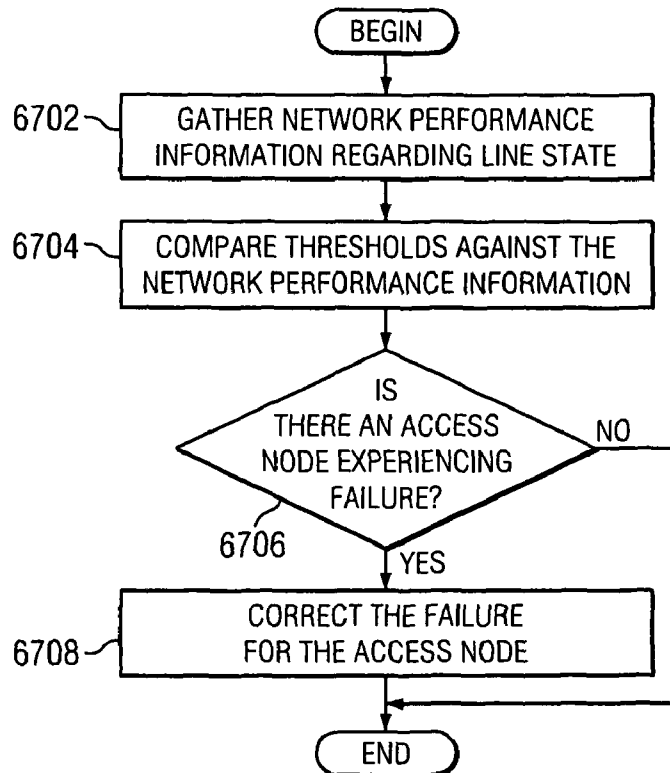 BEGIN
6702
GATHER NETWORK PERFORMANCE
INFORMATION REGARDING LINE STATE
6704
COMPARE THRESHOLDS AGAINST THE
NETWORK PERFORMANCE INFORMATION
IS
THERE AN ACCESS
NODE EXPERIENCING
FAILURE?
NO
6706
YES
6708
CORRECT THE FAILURE
FOR THE ACCESS NODE
END